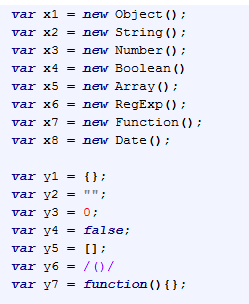 var x1 = new Object();
var x2 = new String();
var x3 = new Number();
var x4 = new Boolean()
var x5 = new Array();
var x6 = new RegExp();
var x7 = new Function();
var x8 = new Date();

var y1 = {};
var y2 = "";
var y3 = 0;
var y4 = false;
var y5 = [];
var y6 = /()/
var y7 = function(){};